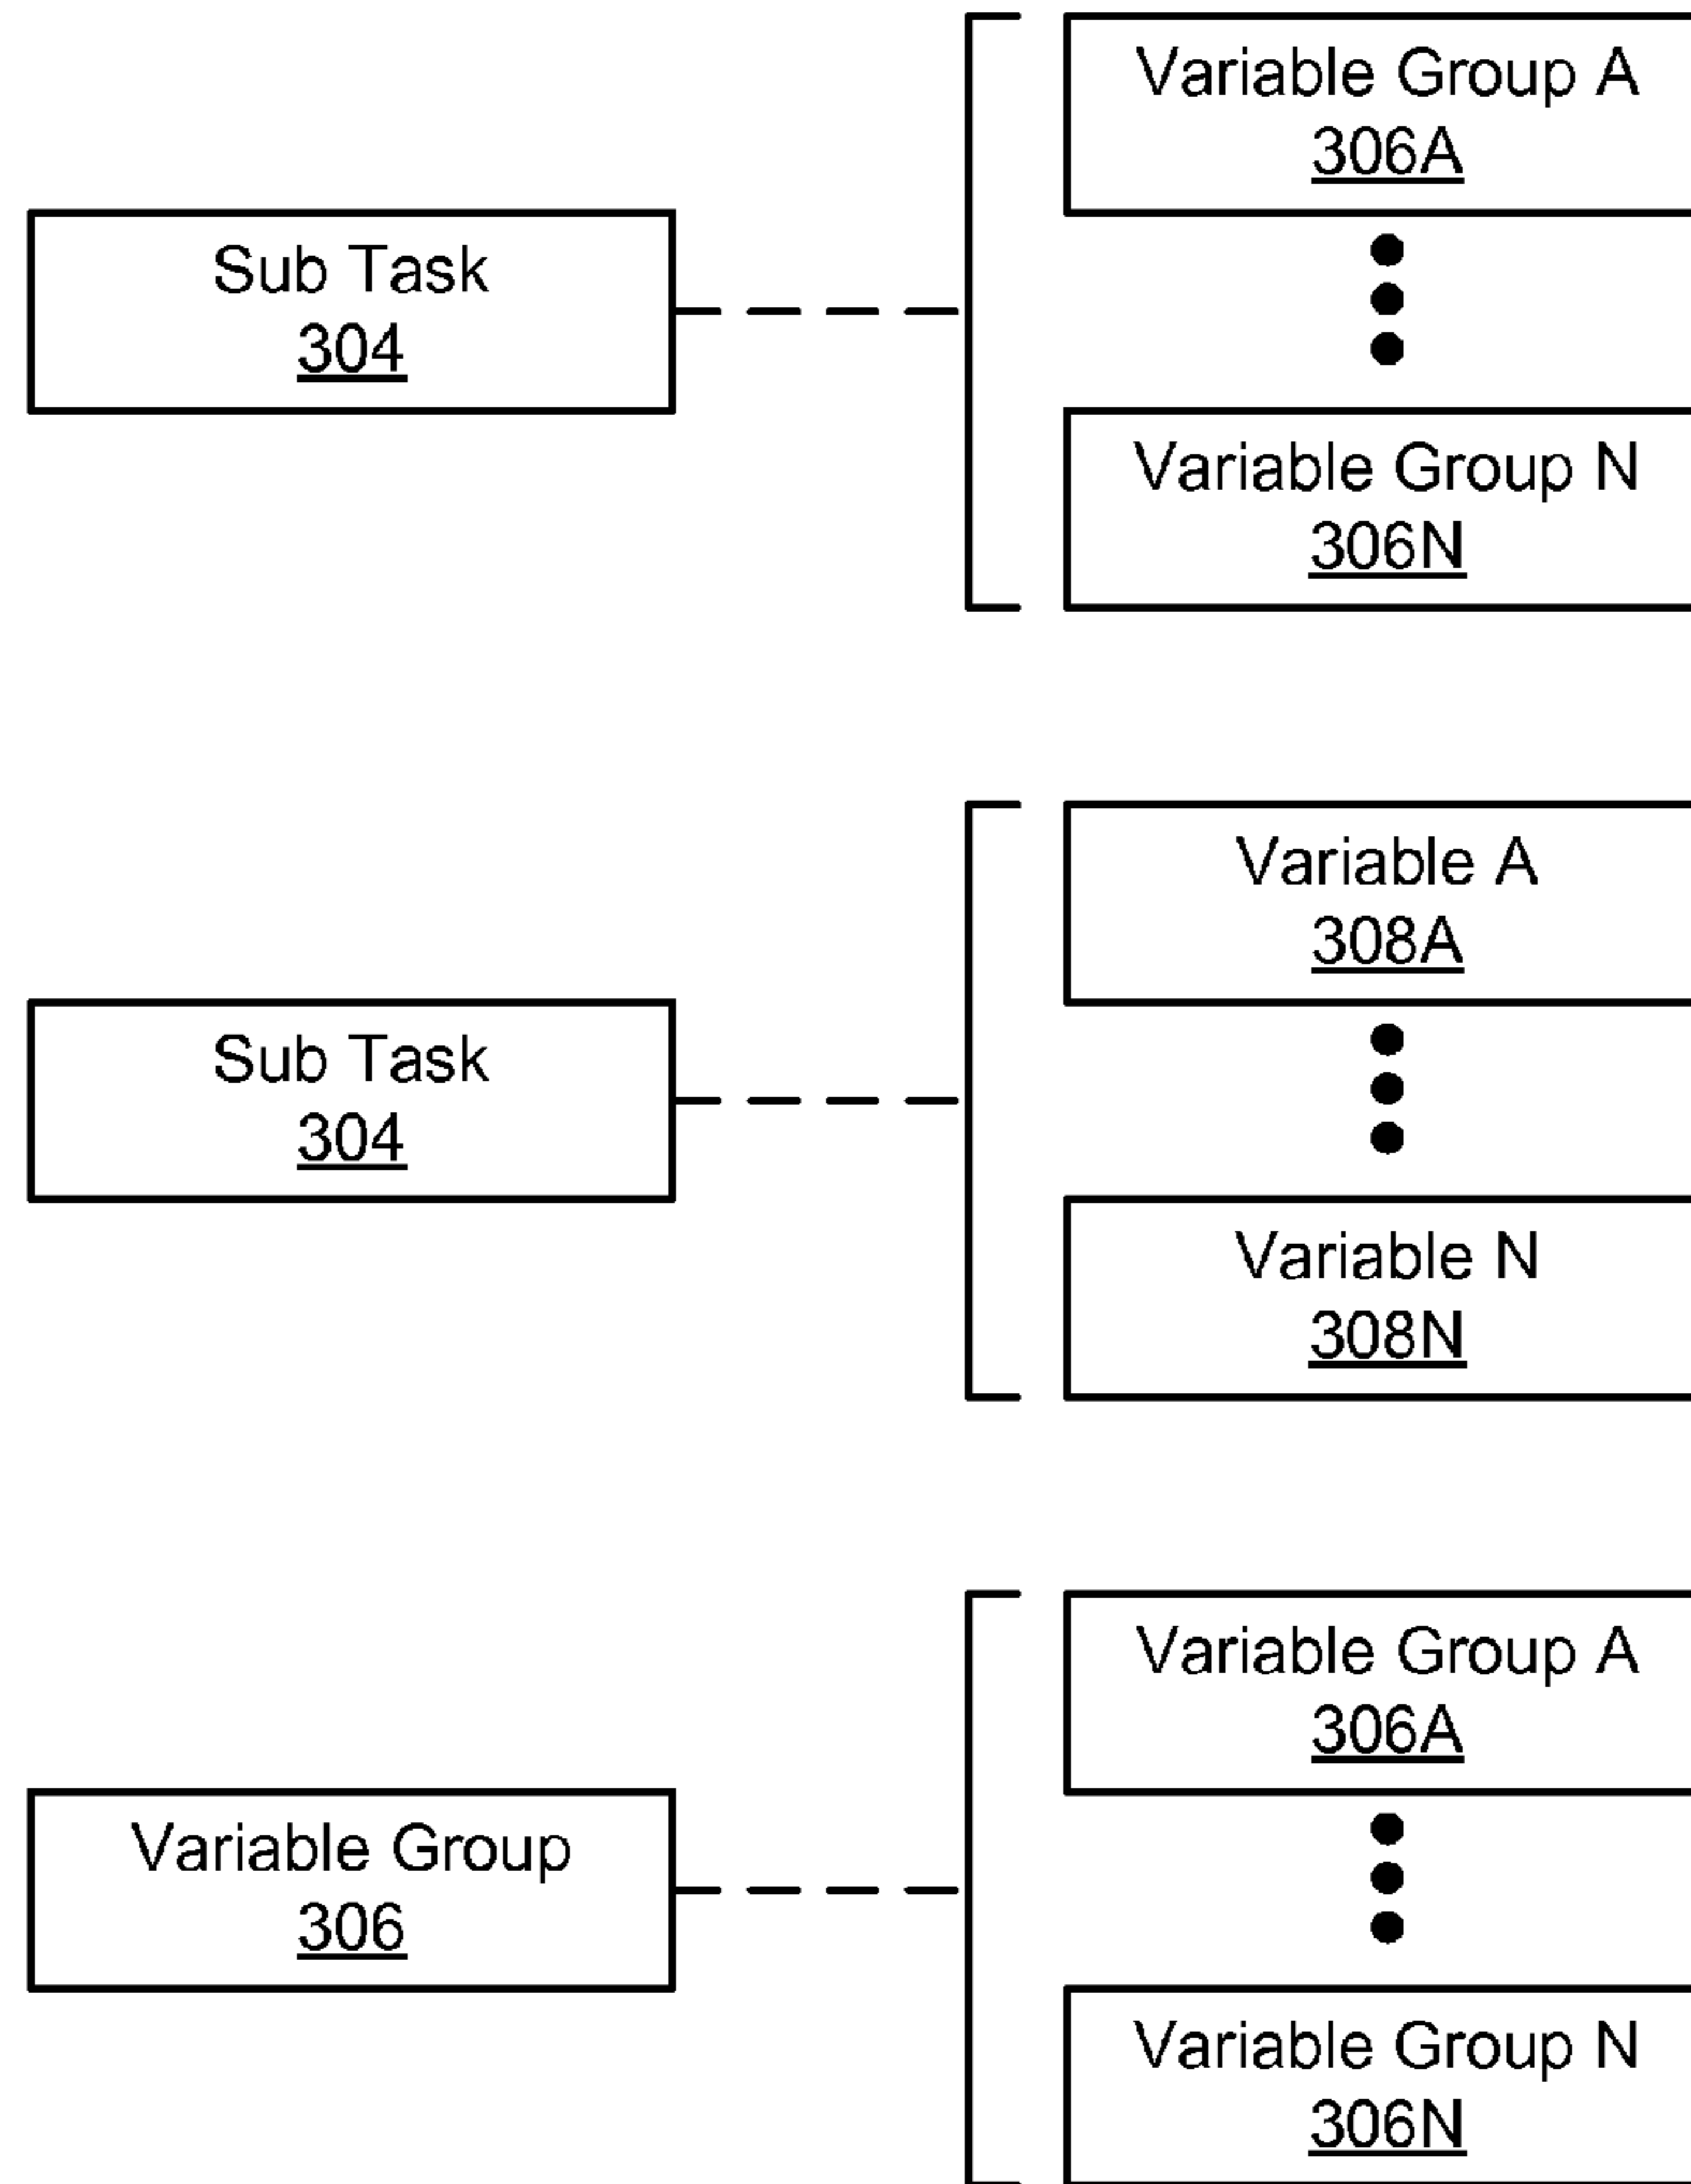 Variable Group A
306A
Sub Task
304
Variable Group N
306N
Variable A
308A
Sub Task
304
Variable N
308N
Variable Group A
306A
Variable Group
306
Variable Group N
306N